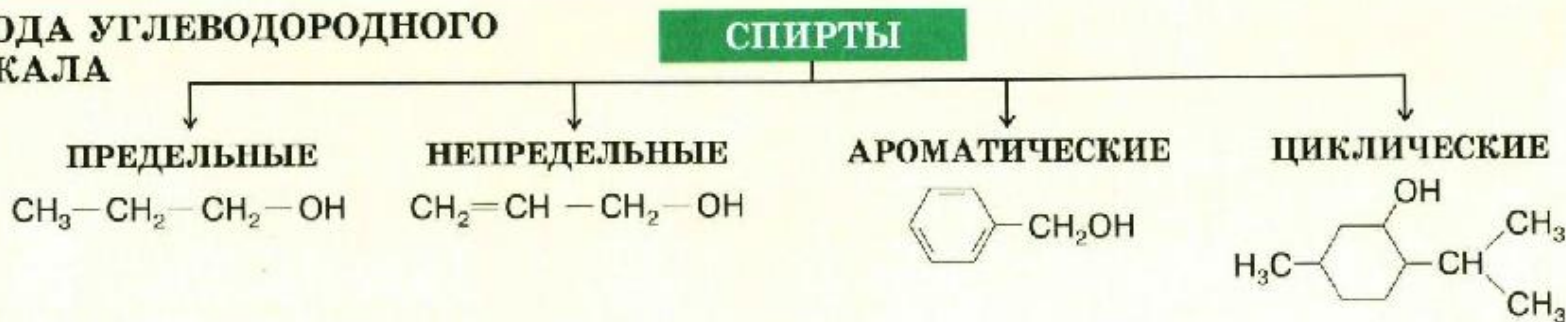 ОДА УГЛЕВОДОРОДНОГО
КАЛА
СПИРТЫ
ПРЕДЕЛЬНЫЕ
НЕПРЕДЕЛЬНЫЕ
АРОМАТИЧЕСКИЕ
ЦИКЛИЧЕСКИЕ
CH₃—CH₂—CH₂—OH
CH₂=CH—CH₂—OH
CH₂OH
OH
H₃C
CH
CH₃
CH₃